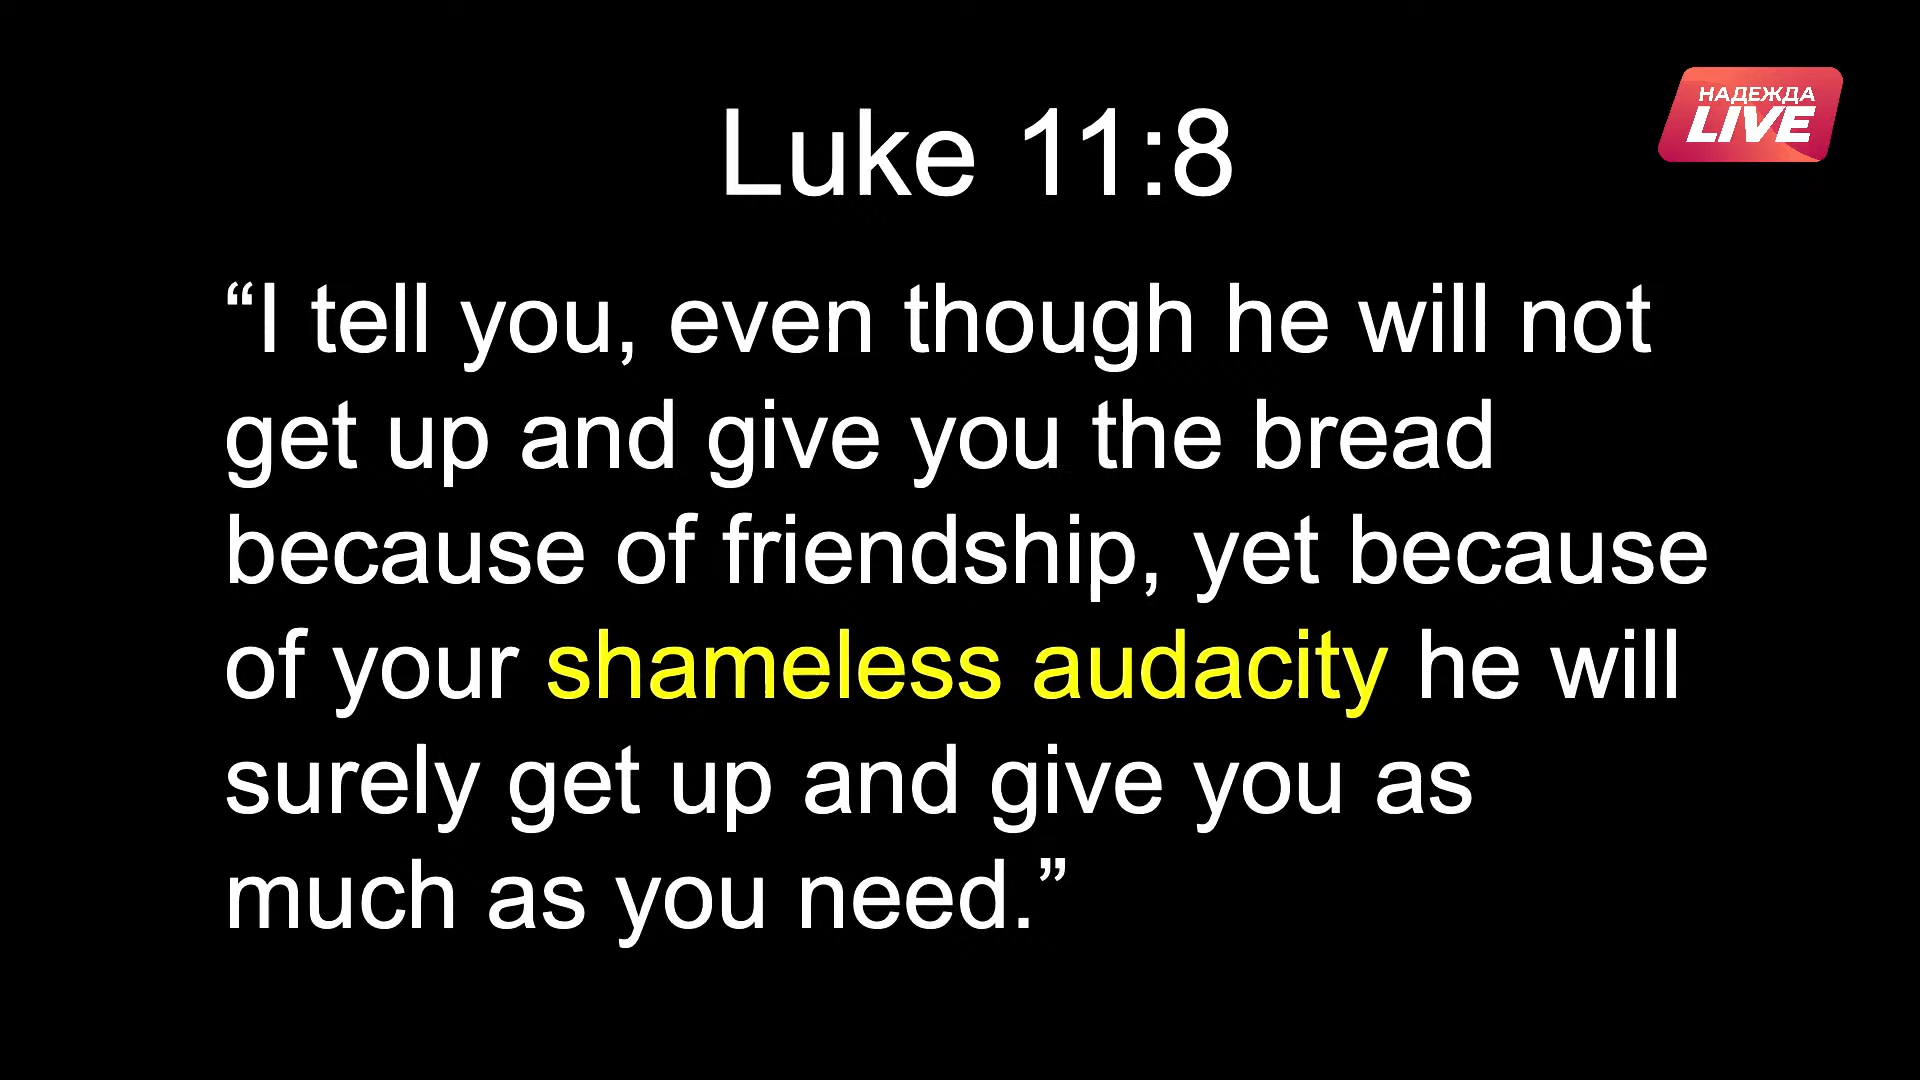 Luke 11:8
НАДЕЖДА
LIVE
“I tell you, even though he will not
get up and give you the bread
because of friendship, yet because
of your shameless audacity he will
surely get up and give you as
much as you need.”